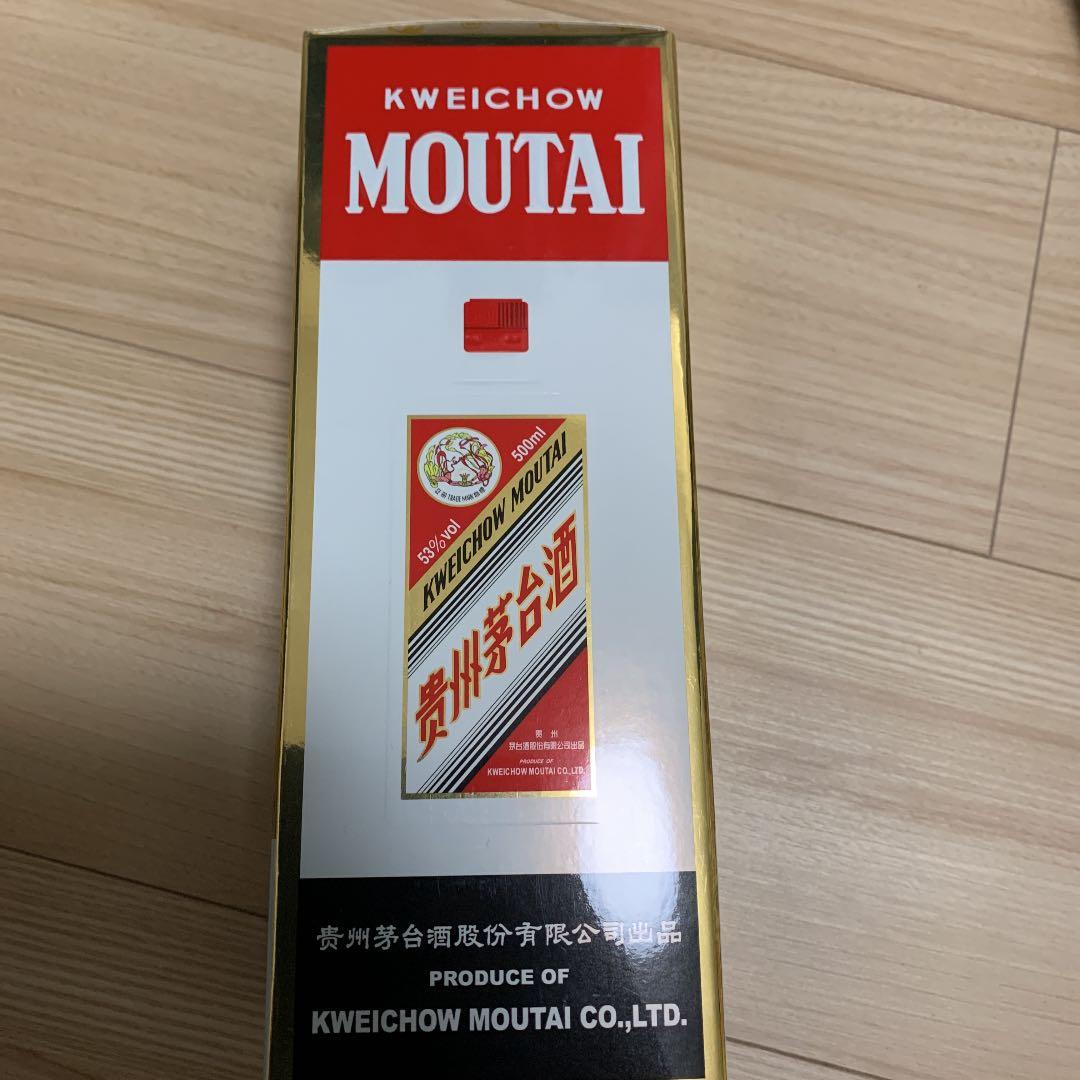 KWEICHOW
MOUTAI
500ml
53%vol
KWEICHOW MOUTAI
贵州茅台酒
贵 州
茅台酒股份有限公司出品
PRODUCE OF
KWEICHOW MOUTAI CO.,LTD.
贵州茅台酒股份有限公司出品
PRODUCE OF
KWEICHOW MOUTAI CO.,LTD.